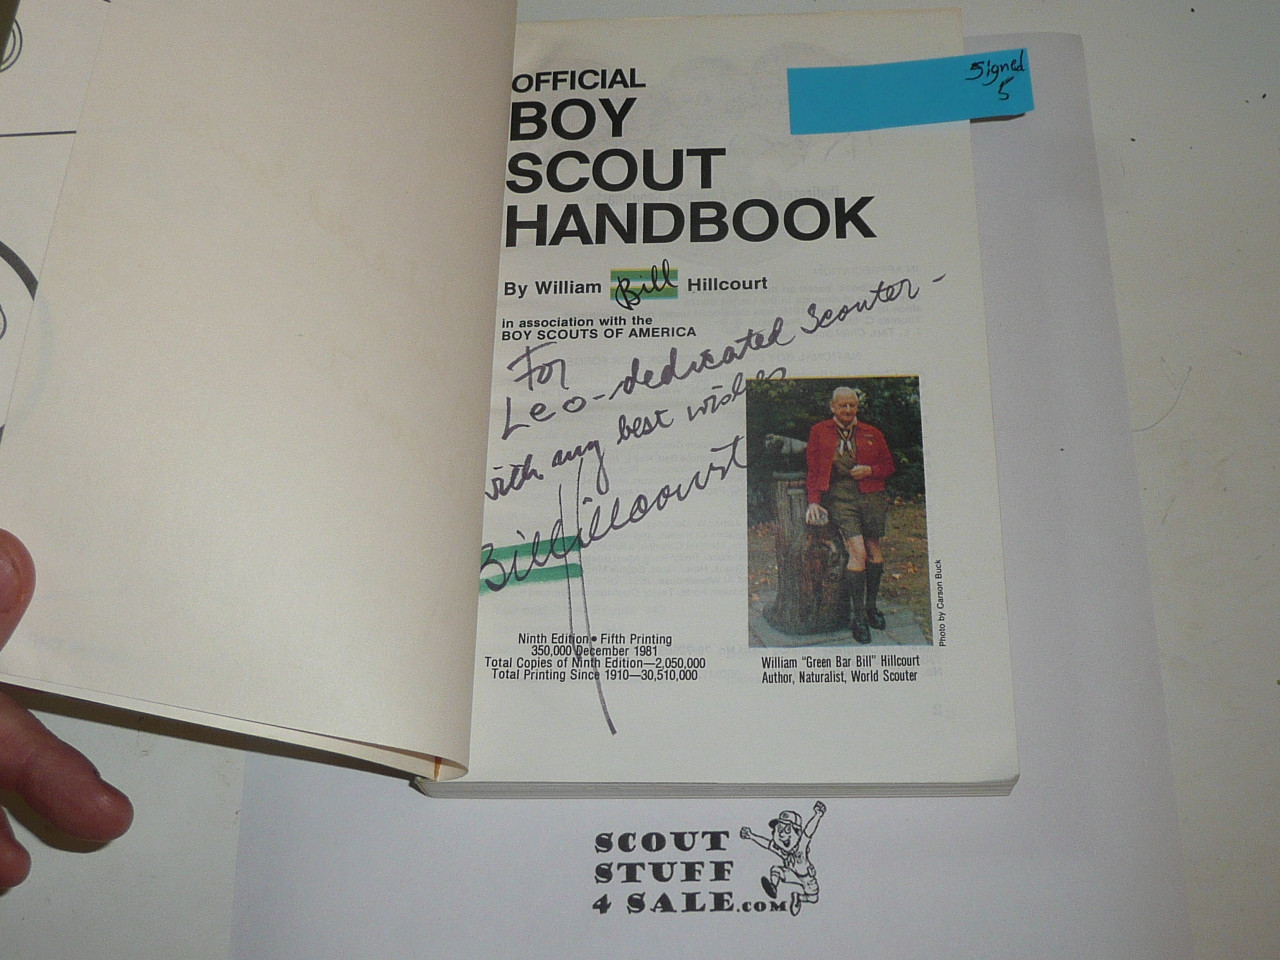 Signed
5
OFFICIAL
BOY
SCOUT
HANDBOOK
By William Bill Hillcourt
in association with the
BOY SCOUTS OF AMERICA
For
Leo - dedicated Scouter -
with my best wishes
Bill Hillcourt
Ninth Edition • Fifth Printing
350,000 December 1981
Total Copies of Ninth Edition—2,050,000
Total Printing Since 1910—30,510,000
Photo by Carson Buck
William "Green Bar Bill" Hillcourt
Author, Naturalist, World Scouter
SCOUT
STUFF
4 SALE.COM